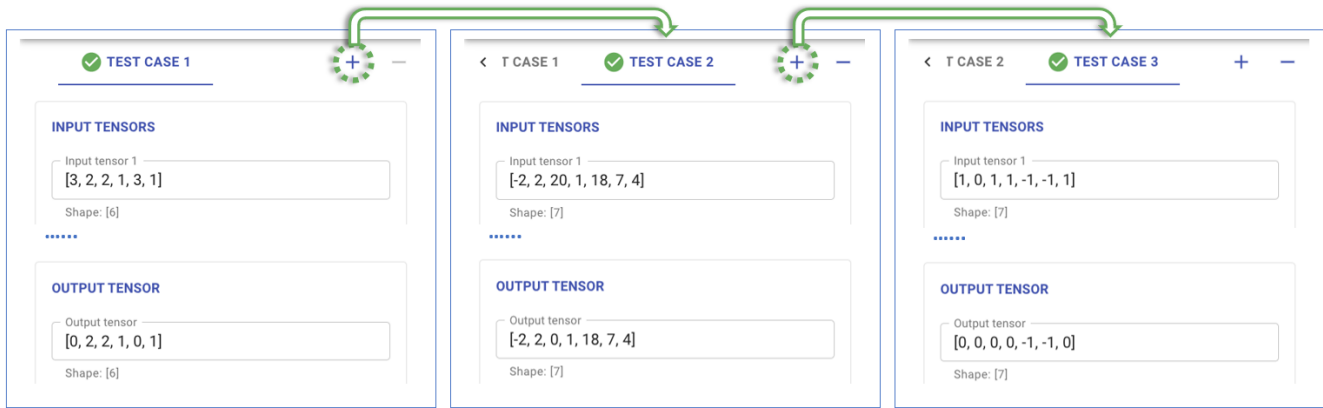 TEST CASE 1 + −
INPUT TENSORS
Input tensor 1
[3, 2, 2, 1, 3, 1]
Shape: [6]
......
OUTPUT TENSOR
Output tensor
[0, 2, 2, 1, 0, 1]
Shape: [6]
< T CASE 1 TEST CASE 2 + −
INPUT TENSORS
Input tensor 1
[-2, 2, 20, 1, 18, 7, 4]
Shape: [7]
......
OUTPUT TENSOR
Output tensor
[-2, 2, 0, 1, 18, 7, 4]
Shape: [7]
< T CASE 2 TEST CASE 3 + −
INPUT TENSORS
Input tensor 1
[1, 0, 1, 1, -1, -1, 1]
Shape: [7]
......
OUTPUT TENSOR
Output tensor
[0, 0, 0, 0, -1, -1, 0]
Shape: [7]